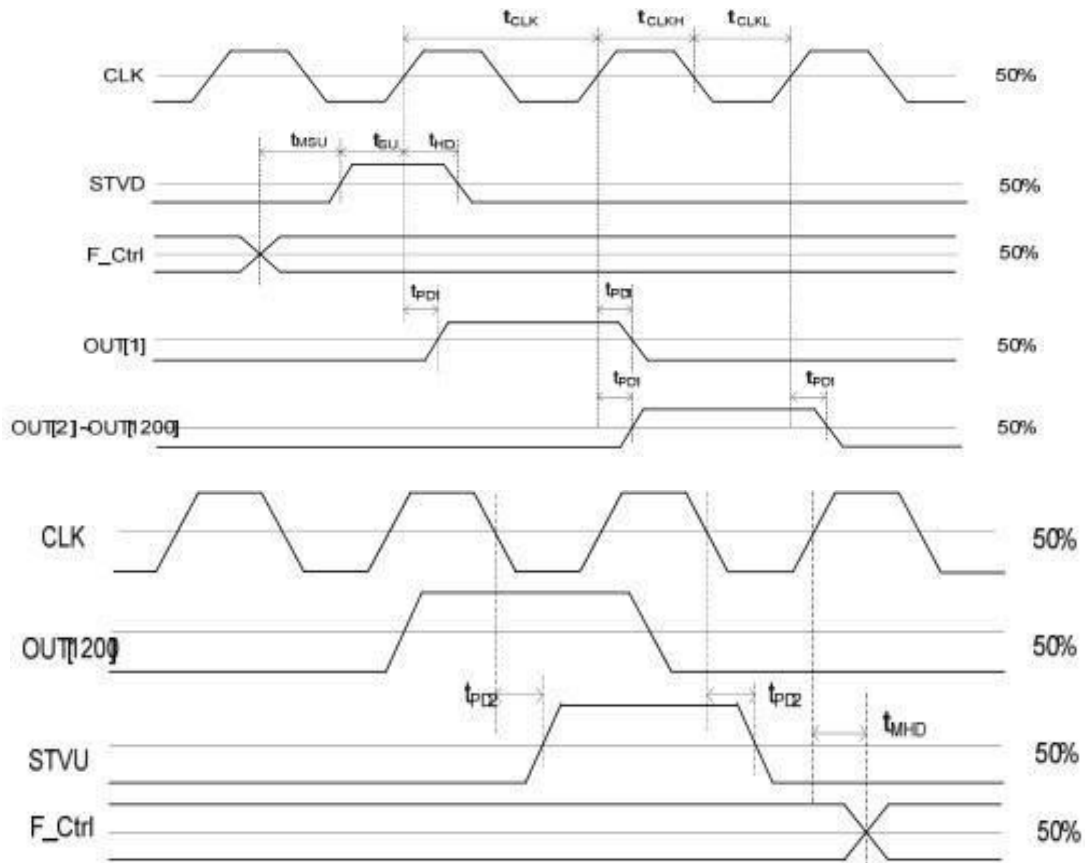 tCLK tCLKH tCLKL
CLK 50%
tMSU tSU tHD
STVD 50%
F_Ctrl 50%
tPD1 tPD1
OUT[1] 50%
tPD1 tPD1
OUT[2]~OUT[1200] 50%
CLK 50%
OUT[1200] 50%
tPD2 tPD2
tMHD
STVU 50%
F_Ctrl 50%